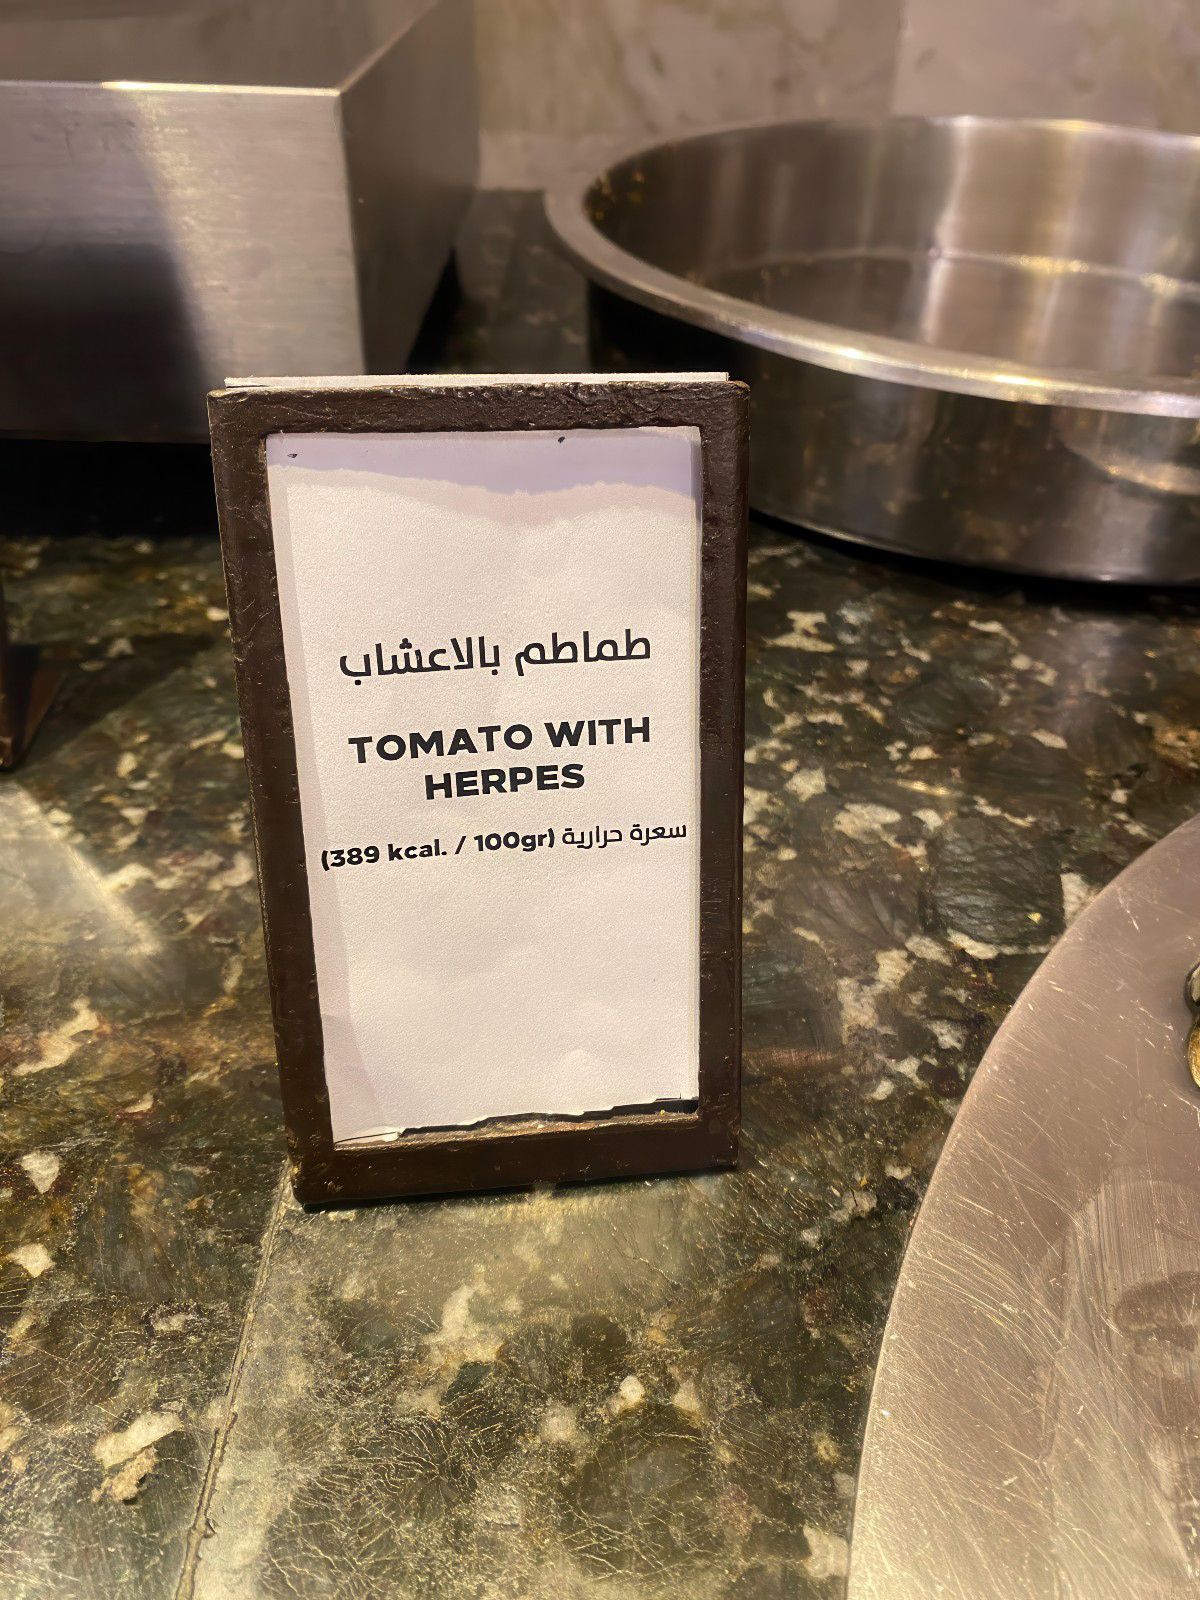 طماطم بالاعشاب
TOMATO WITH
HERPES
(389 kcal. / 100gr) سعرة حرارية